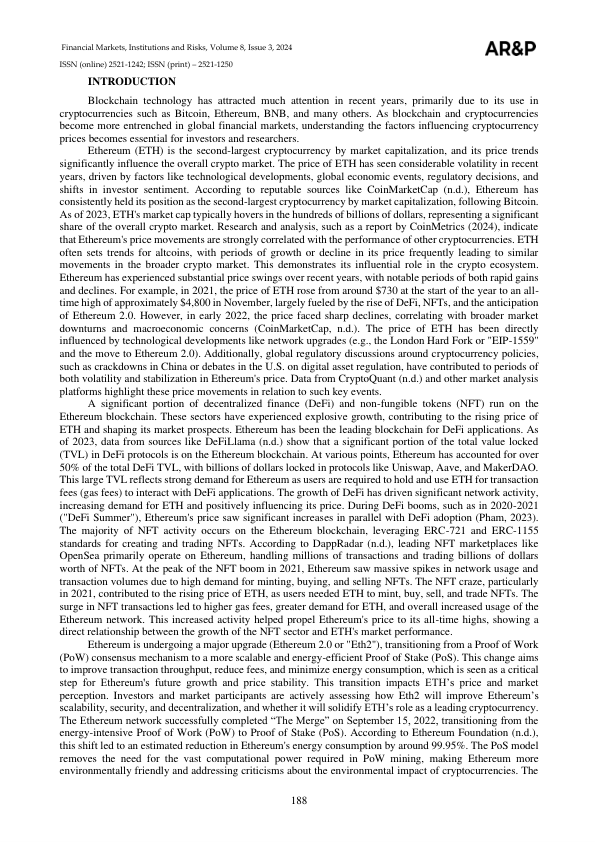 Financial Markets, Institutions and Risks, Volume 8, Issue 3, 2024
AR&P
ISSN (online) 2521-1242; ISSN (print) – 2521-1250
INTRODUCTION
Blockchain technology has attracted much attention in recent years, primarily due to its use in
cryptocurrencies such as Bitcoin, Ethereum, BNB, and many others. As blockchain and cryptocurrencies
become more entrenched in global financial markets, understanding the factors influencing cryptocurrency
prices becomes essential for investors and researchers.
Ethereum (ETH) is the second-largest cryptocurrency by market capitalization, and its price trends
significantly influence the overall crypto market. The price of ETH has seen considerable volatility in recent
years, driven by factors like technological developments, global economic events, regulatory decisions, and
shifts in investor sentiment. According to reputable sources like CoinMarketCap (n.d.), Ethereum has
consistently held its position as the second-largest cryptocurrency by market capitalization, following Bitcoin.
As of 2023, ETH's market cap typically hovers in the hundreds of billions of dollars, representing a significant
share of the overall crypto market. Research and analysis, such as a report by CoinMetrics (2024), indicate
that Ethereum's price movements are strongly correlated with the performance of other cryptocurrencies. ETH
often sets trends for altcoins, with periods of growth or decline in its price frequently leading to similar
movements in the broader crypto market. This demonstrates its influential role in the crypto ecosystem.
Ethereum has experienced substantial price swings over recent years, with notable periods of both rapid gains
and declines. For example, in 2021, the price of ETH rose from around $730 at the start of the year to an all-
time high of approximately $4,800 in November, largely fueled by the rise of DeFi, NFTs, and the anticipation
of Ethereum 2.0. However, in early 2022, the price faced sharp declines, correlating with broader market
downturns and macroeconomic concerns (CoinMarketCap, n.d.). The price of ETH has been directly
influenced by technological developments like network upgrades (e.g., the London Hard Fork or "EIP-1559"
and the move to Ethereum 2.0). Additionally, global regulatory discussions around cryptocurrency policies,
such as crackdowns in China or debates in the U.S. on digital asset regulation, have contributed to periods of
both volatility and stabilization in Ethereum's price. Data from CryptoQuant (n.d.) and other market analysis
platforms highlight these price movements in relation to such key events.
A significant portion of decentralized finance (DeFi) and non-fungible tokens (NFT) run on the
Ethereum blockchain. These sectors have experienced explosive growth, contributing to the rising price of
ETH and shaping its market prospects. Ethereum has been the leading blockchain for DeFi applications. As
of 2023, data from sources like DeFiLlama (n.d.) show that a significant portion of the total value locked
(TVL) in DeFi protocols is on the Ethereum blockchain. At various points, Ethereum has accounted for over
50% of the total DeFi TVL, with billions of dollars locked in protocols like Uniswap, Aave, and MakerDAO.
This large TVL reflects strong demand for Ethereum as users are required to hold and use ETH for transaction
fees (gas fees) to interact with DeFi applications. The growth of DeFi has driven significant network activity,
increasing demand for ETH and positively influencing its price. During DeFi booms, such as in 2020-2021
("DeFi Summer"), Ethereum's price saw significant increases in parallel with DeFi adoption (Pham, 2023).
The majority of NFT activity occurs on the Ethereum blockchain, leveraging ERC-721 and ERC-1155
standards for creating and trading NFTs. According to DappRadar (n.d.), leading NFT marketplaces like
OpenSea primarily operate on Ethereum, handling millions of transactions and trading billions of dollars
worth of NFTs. At the peak of the NFT boom in 2021, Ethereum saw massive spikes in network usage and
transaction volumes due to high demand for minting, buying, and selling NFTs. The NFT craze, particularly
in 2021, contributed to the rising price of ETH, as users needed ETH to mint, buy, sell, and trade NFTs. The
surge in NFT transactions led to higher gas fees, greater demand for ETH, and overall increased usage of the
Ethereum network. This increased activity helped propel Ethereum's price to its all-time highs, showing a
direct relationship between the growth of the NFT sector and ETH's market performance.
Ethereum is undergoing a major upgrade (Ethereum 2.0 or "Eth2"), transitioning from a Proof of Work
(PoW) consensus mechanism to a more scalable and energy-efficient Proof of Stake (PoS). This change aims
to improve transaction throughput, reduce fees, and minimize energy consumption, which is seen as a critical
step for Ethereum's future growth and price stability. This transition impacts ETH’s price and market
perception. Investors and market participants are actively assessing how Eth2 will improve Ethereum’s
scalability, security, and decentralization, and whether it will solidify ETH’s role as a leading cryptocurrency.
The Ethereum network successfully completed “The Merge” on September 15, 2022, transitioning from the
energy-intensive Proof of Work (PoW) to Proof of Stake (PoS). According to Ethereum Foundation (n.d.),
this shift led to an estimated reduction in Ethereum's energy consumption by around 99.95%. The PoS model
removes the need for the vast computational power required in PoW mining, making Ethereum more
environmentally friendly and addressing criticisms about the environmental impact of cryptocurrencies. The
188